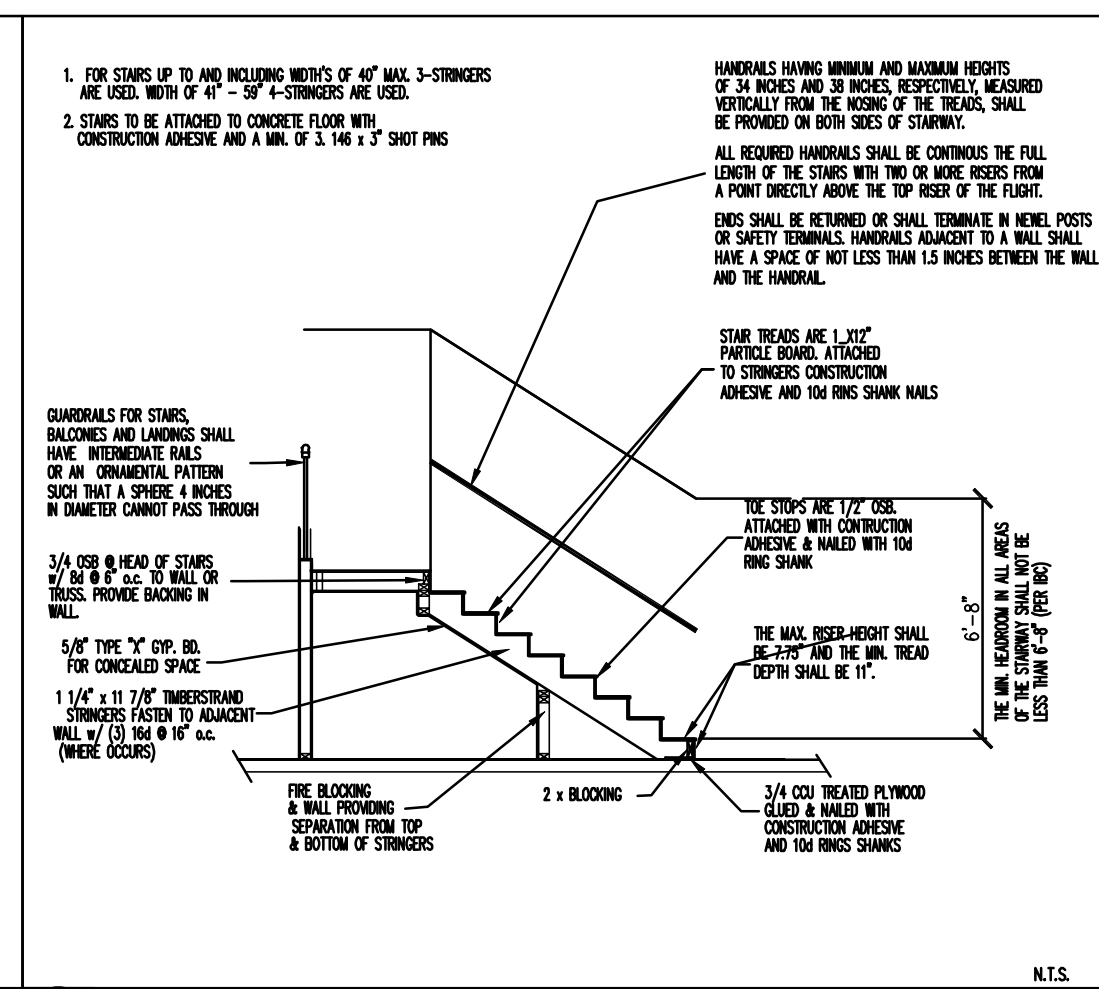 1. FOR STAIRS UP TO AND INCLUDING WIDTH'S OF 40" MAX. 3-STRINGERS
ARE USED. WIDTH OF 41" - 59" 4-STRINGERS ARE USED.
2. STAIRS TO BE ATTACHED TO CONCRETE FLOOR WITH
CONSTRUCTION ADHESIVE AND A MIN. OF 3. 146 x 3" SHOT PINS
HANDRAILS HAVING MINIMUM AND MAXIMUM HEIGHTS
OF 34 INCHES AND 38 INCHES, RESPECTIVELY, MEASURED
VERTICALLY FROM THE NOSING OF THE TREADS, SHALL
BE PROVIDED ON BOTH SIDES OF STAIRWAY.
ALL REQUIRED HANDRAILS SHALL BE CONTINOUS THE FULL
LENGTH OF THE STAIRS WITH TWO OR MORE RISERS FROM
A POINT DIRECTLY ABOVE THE TOP RISER OF THE FLIGHT.
ENDS SHALL BE RETURNED OR SHALL TERMINATE IN NEWEL POSTS
OR SAFETY TERMINALS. HANDRAILS ADJACENT TO A WALL SHALL
HAVE A SPACE OF NOT LESS THAN 1.5 INCHES BETWEEN THE WALL
AND THE HANDRAIL.
STAIR TREADS ARE 1_X12"
PARTICLE BOARD. ATTACHED
TO STRINGERS CONSTRUCTION
ADHESIVE AND 10d RINS SHANK NAILS
GUARDRAILS FOR STAIRS,
BALCONIES AND LANDINGS SHALL
HAVE INTERMEDIATE RAILS
OR AN ORNAMENTAL PATTERN
SUCH THAT A SPHERE 4 INCHES
IN DIAMETER CANNOT PASS THROUGH
3/4 OSB @ HEAD OF STAIRS
w/ 8d @ 6" o.c. TO WALL OR
TRUSS. PROVIDE BACKING IN
WALL.
5/8" TYPE "X" GYP. BD.
FOR CONCEALED SPACE
1 1/4" x 11 7/8" TIMBERSTRAND
STRINGERS FASTEN TO ADJACENT
WALL w/ (3) 16d @ 16" o.c.
(WHERE OCCURS)
TOE STOPS ARE 1/2" OSB.
ATTACHED WITH CONTRUCTION
ADHESIVE & NAILED WITH 10d
RING SHANK
THE MAX. RISER HEIGHT SHALL
BE 7.75" AND THE MIN. TREAD
DEPTH SHALL BE 11".
6'-8"
THE MIN. HEADROOM IN ALL AREAS
OF THE STAIRWAY SHALL NOT BE
LESS THAN 6'-8" (PER IBC)
FIRE BLOCKING
& WALL PROVIDING
SEPARATION FROM TOP
& BOTTOM OF STRINGERS
2 x BLOCKING
3/4 CCU TREATED PLYWOOD
GLUED & NAILED WITH
CONSTRUCTION ADHESIVE
AND 10d RINGS SHANKS
N.T.S.